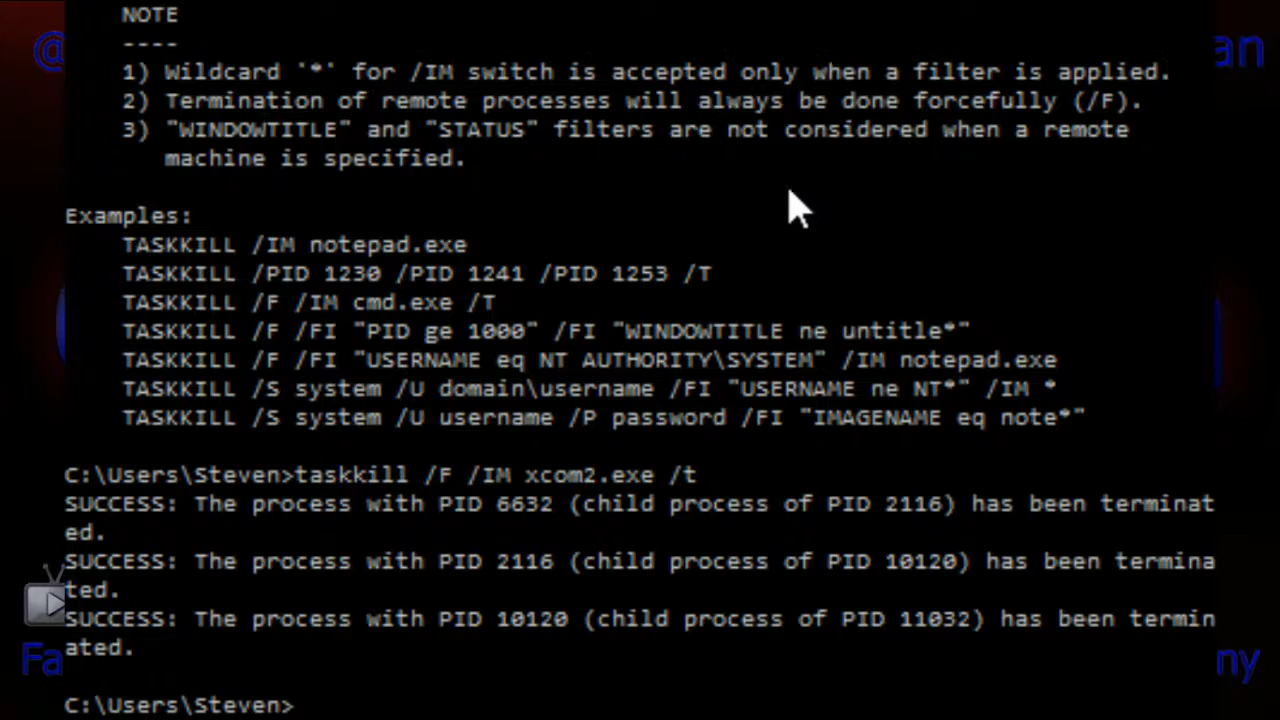 NOTE
----
1) Wildcard '*' for /IM switch is accepted only when a filter is applied.
2) Termination of remote processes will always be done forcefully (/F).
3) "WINDOWTITLE" and "STATUS" filters are not considered when a remote
machine is specified.
Examples:
TASKKILL /IM notepad.exe
TASKKILL /PID 1230 /PID 1241 /PID 1253 /T
TASKKILL /F /IM cmd.exe /T
TASKKILL /F /FI "PID ge 1000" /FI "WINDOWTITLE ne untitle*"
TASKKILL /F /FI "USERNAME eq NT AUTHORITY\SYSTEM" /IM notepad.exe
TASKKILL /S system /U domain\username /FI "USERNAME ne NT*" /IM *
TASKKILL /S system /U username /P password /FI "IMAGENAME eq note*"
C:\Users\Steven>taskkill /F /IM xcom2.exe /t
SUCCESS: The process with PID 6632 (child process of PID 2116) has been terminat
ed.
SUCCESS: The process with PID 2116 (child process of PID 10120) has been termina
ted.
SUCCESS: The process with PID 10120 (child process of PID 11032) has been termin
ated.
C:\Users\Steven>